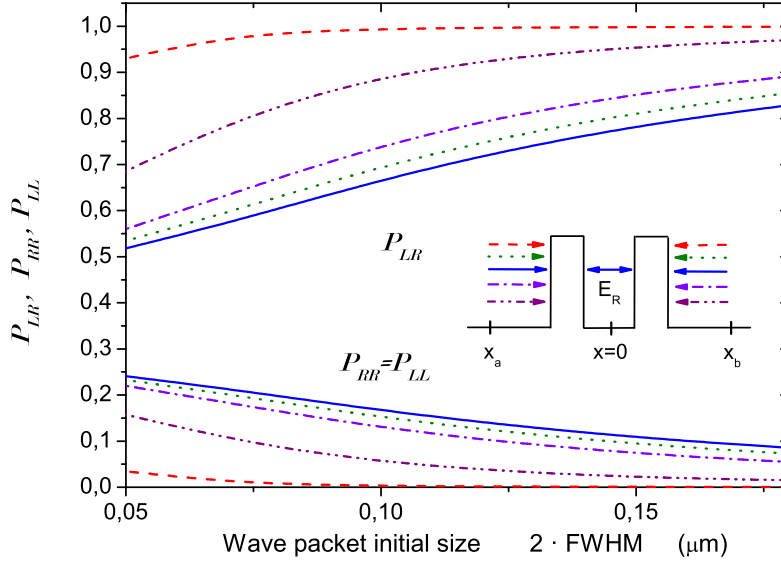 P_LR, P_RR, P_LL
1,0
0,9
0,8
0,7
0,6
0,5
0,4
0,3
0,2
0,1
0,0
P_LR
E_R
x_a
x=0
x_b
P_RR=P_LL
0,05
0,10
0,15
Wave packet initial size 2 · FWHM (μm)